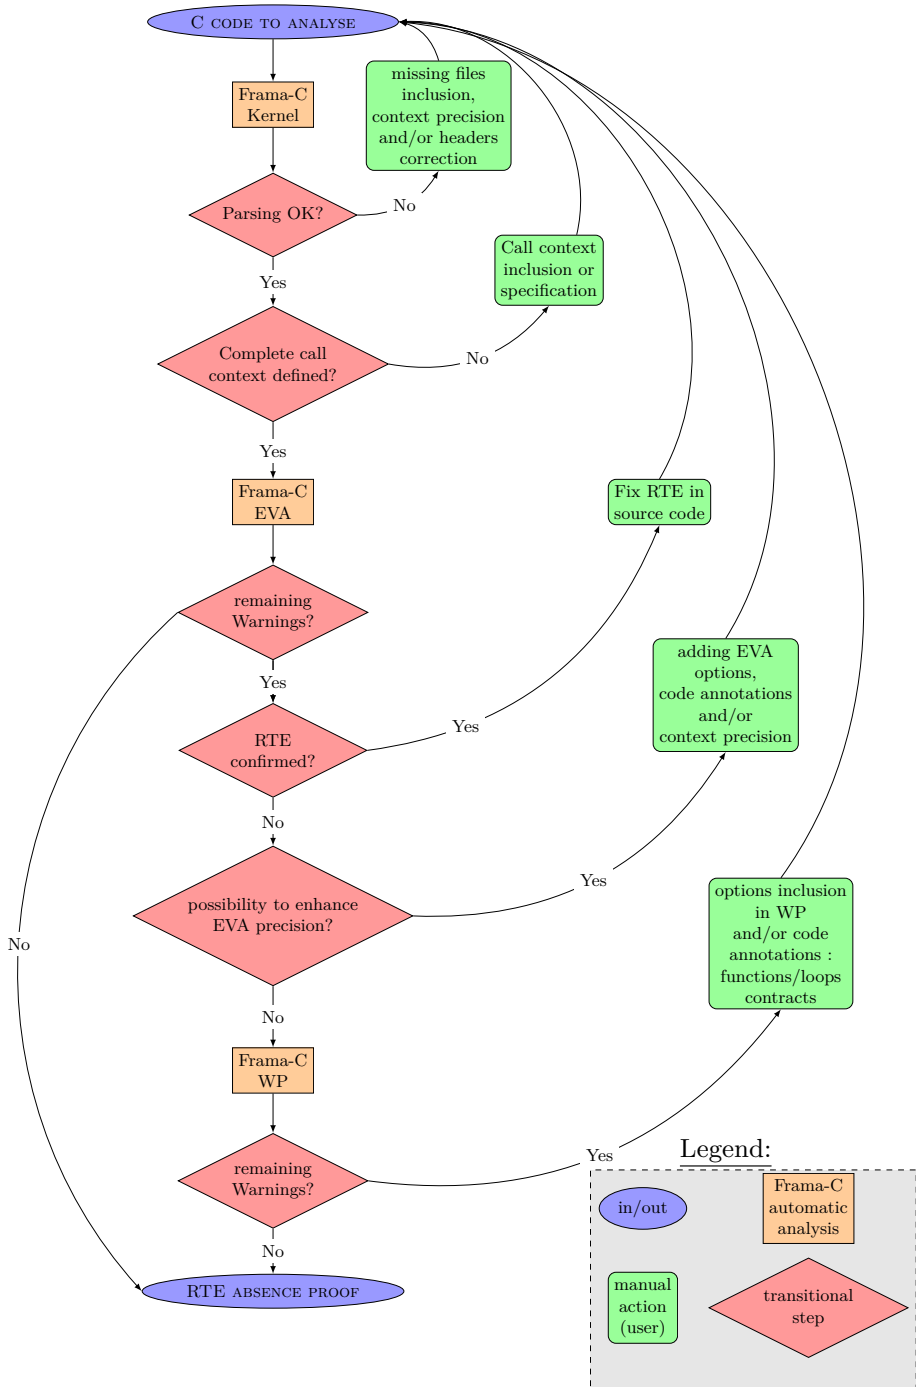 C CODE TO ANALYSE
Frama-C
Kernel
missing files
inclusion,
context precision
and/or headers
correction
Parsing OK?
No
Yes
Call context
inclusion or
specification
Complete call
context defined?
No
Yes
Frama-C
EVA
Fix RTE in
source code
remaining
Warnings?
Yes
adding EVA
options,
code annotations
and/or
context precision
RTE
confirmed?
Yes
No
possibility to enhance
EVA precision?
Yes
No
options inclusion
in WP
and/or code
annotations :
functions/loops
contracts
No
Frama-C
WP
remaining
Warnings?
Yes
No
RTE ABSENCE PROOF
Legend:
in/out
Frama-C
automatic
analysis
manual
action
(user)
transitional
step